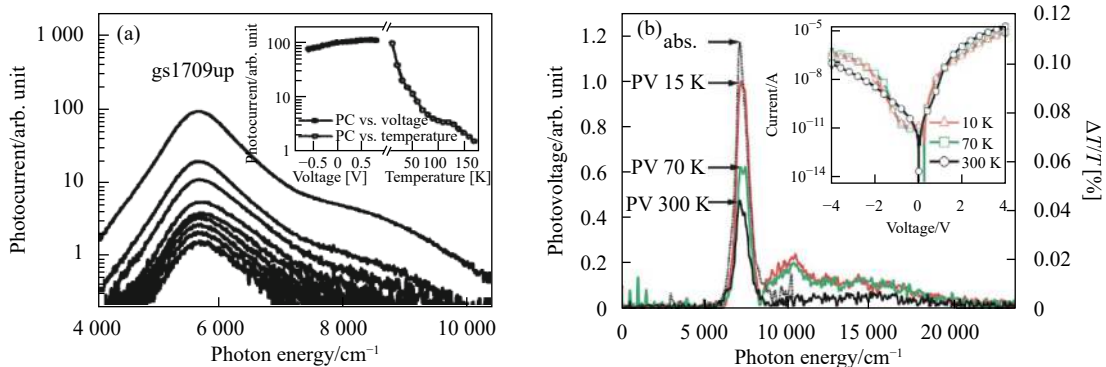 (a)
gs1709up
Photocurrent/arb. unit
1 000
100
10
1
4 000 6 000 8 000 10 000
Photon energy/cm⁻¹
Photocurrent/arb. unit
100
10
1
PC vs. voltage
PC vs. temperature
-0.5 0 0.5 50 100 150
Voltage [V] Temperature [K]
(b)
Photovoltage/arb. unit
1.2
1.0
0.8
0.6
0.4
0.2
0
abs.
PV 15 K
PV 70 K
PV 300 K
0 5 000 10 000 15 000 20 000
Photon energy/cm⁻¹
0.12
0.10
0.08
0.06
0.04
0.02
0
ΔT/T [%]
Current/A
10⁻⁵
10⁻⁸
10⁻¹¹
10⁻¹⁴
10 K
70 K
300 K
−4 −2 0 2 4
Voltage/V